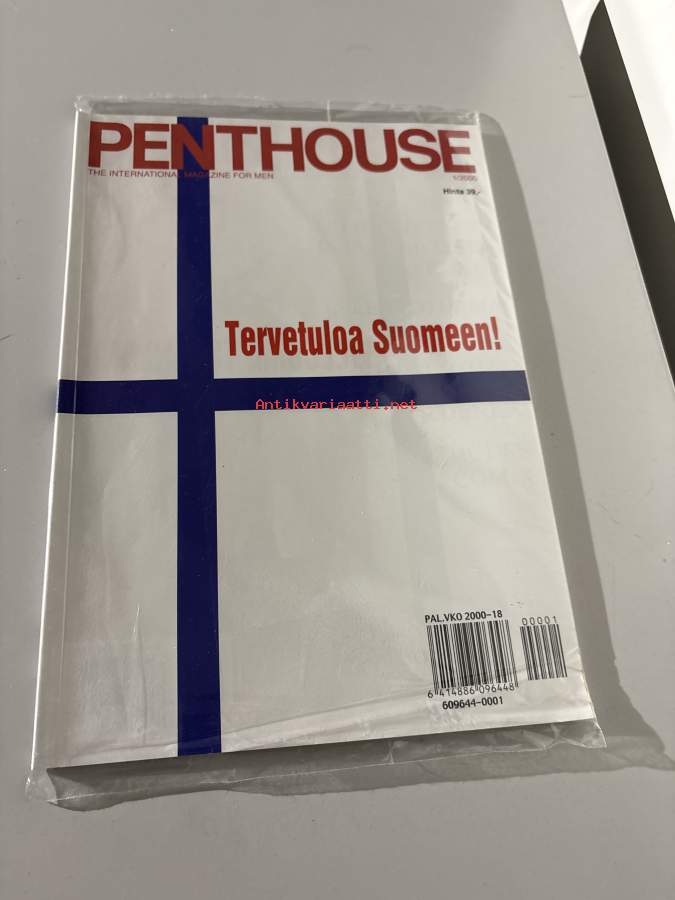 PENTHOUSE
THE INTERNATIONAL MAGAZINE FOR MEN
1/2000
Hinta 39,-
Tervetuloa Suomeen!
Antikvariaatti.net
PAL.VKO 2000-18
00001
6 414886 096448
609644-0001